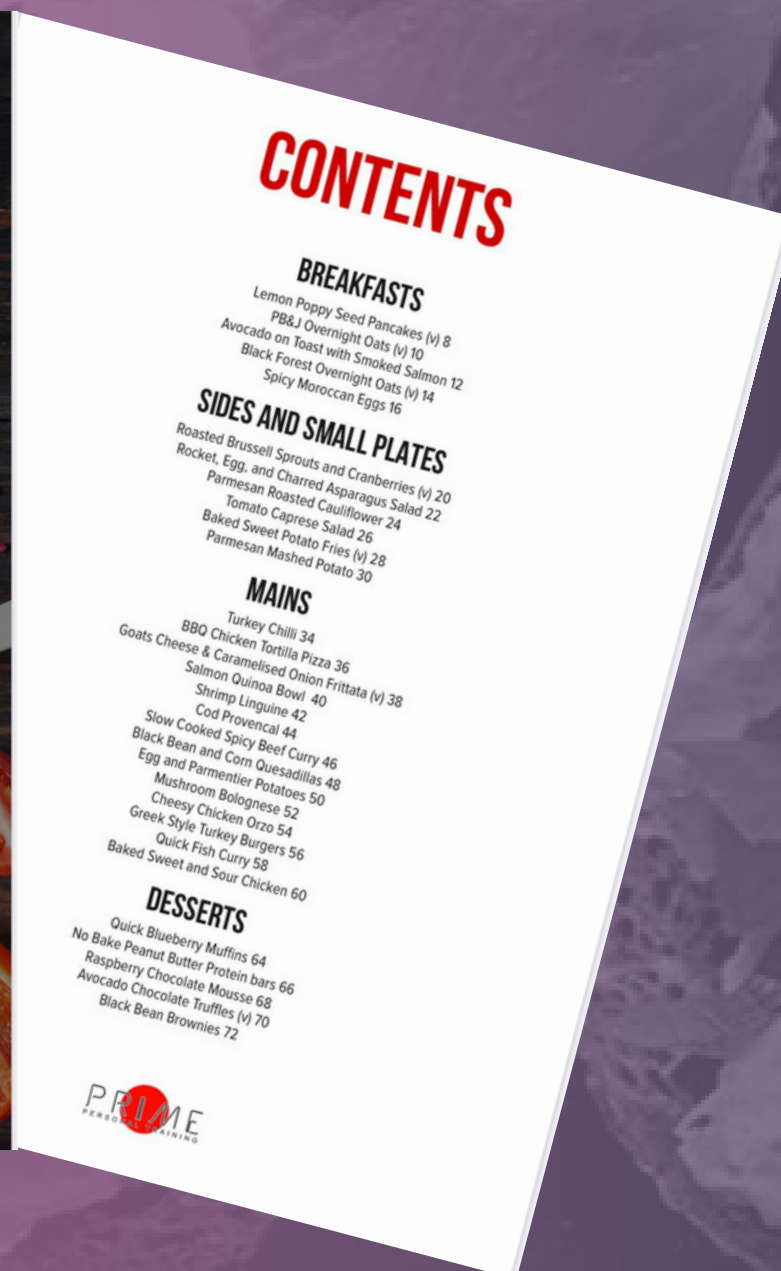 CONTENTS
BREAKFASTS
Lemon Poppy Seed Pancakes (v) 8
PB&J Overnight Oats (v) 10
Avocado on Toast with Smoked Salmon 12
Black Forest Overnight Oats (v) 14
Spicy Moroccan Eggs 16
SIDES AND SMALL PLATES
Roasted Brussell Sprouts and Cranberries (v) 20
Rocket, Egg, and Charred Asparagus Salad 22
Parmesan Roasted Cauliflower 24
Tomato Caprese Salad 26
Baked Sweet Potato Fries (v) 28
Parmesan Mashed Potato 30
MAINS
Turkey Chilli 34
BBQ Chicken Tortilla Pizza 36
Goats Cheese & Caramelised Onion Frittata (v) 38
Salmon Quinoa Bowl 40
Shrimp Linguine 42
Cod Provencal 44
Slow Cooked Spicy Beef Curry 46
Black Bean and Corn Quesadillas 48
Egg and Parmentier Potatoes 50
Mushroom Bolognese 52
Cheesy Chicken Orzo 54
Greek Style Turkey Burgers 56
Quick Fish Curry 58
Baked Sweet and Sour Chicken 60
DESSERTS
Quick Blueberry Muffins 64
No Bake Peanut Butter Protein bars 66
Raspberry Chocolate Mousse 68
Avocado Chocolate Truffles (v) 70
Black Bean Brownies 72
PRIME
PERSONAL TRAINING